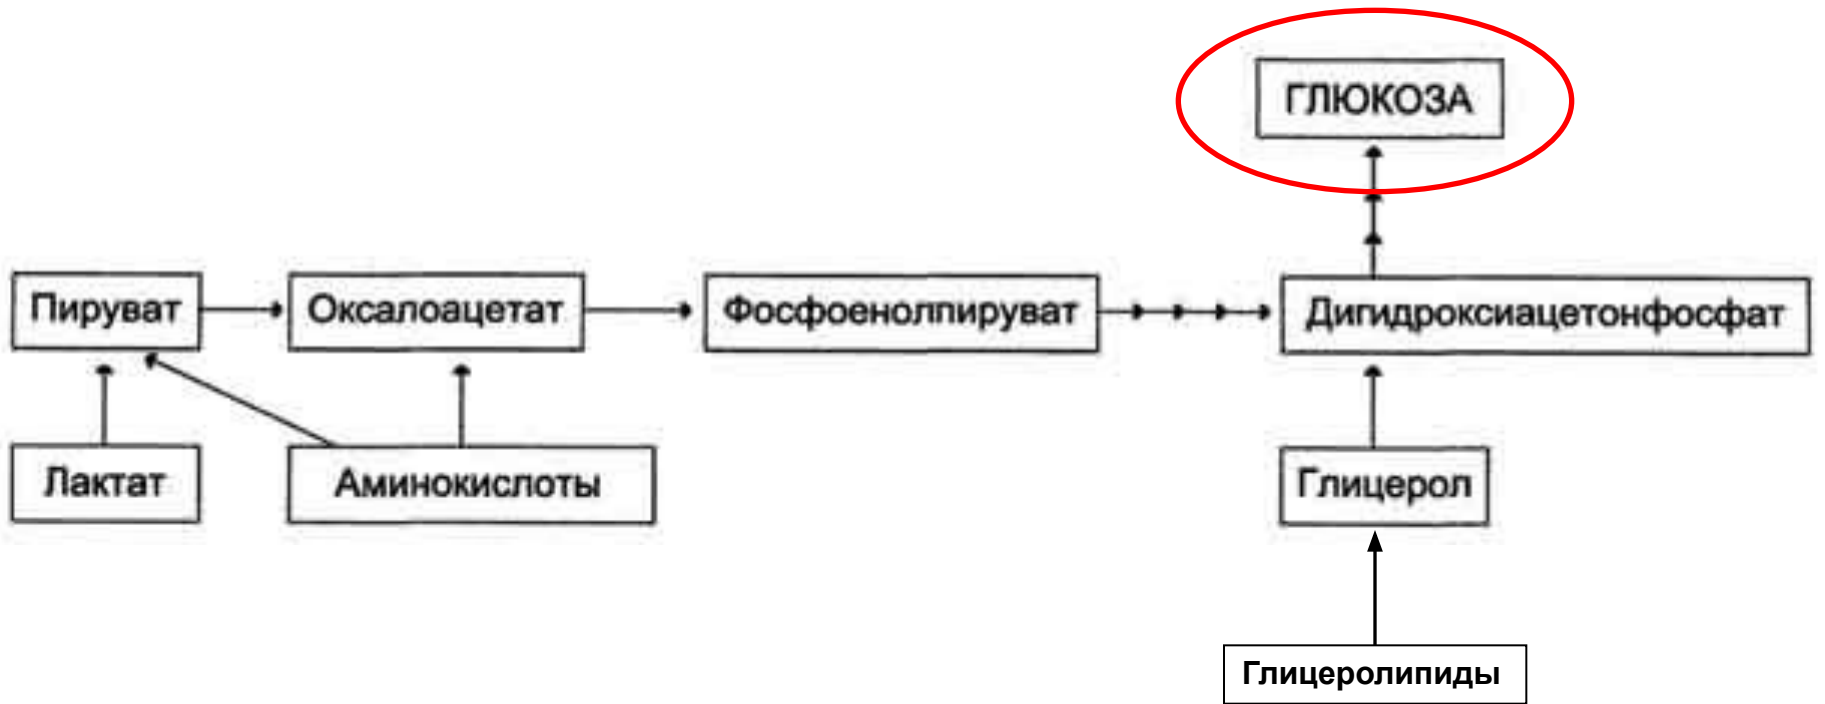 ГЛЮКОЗА
Пируват
Оксалоацетат
Фосфоенолпируват
Дигидроксиацетонфосфат
Лактат
Аминокислоты
Глицерол
Глицеролипиды